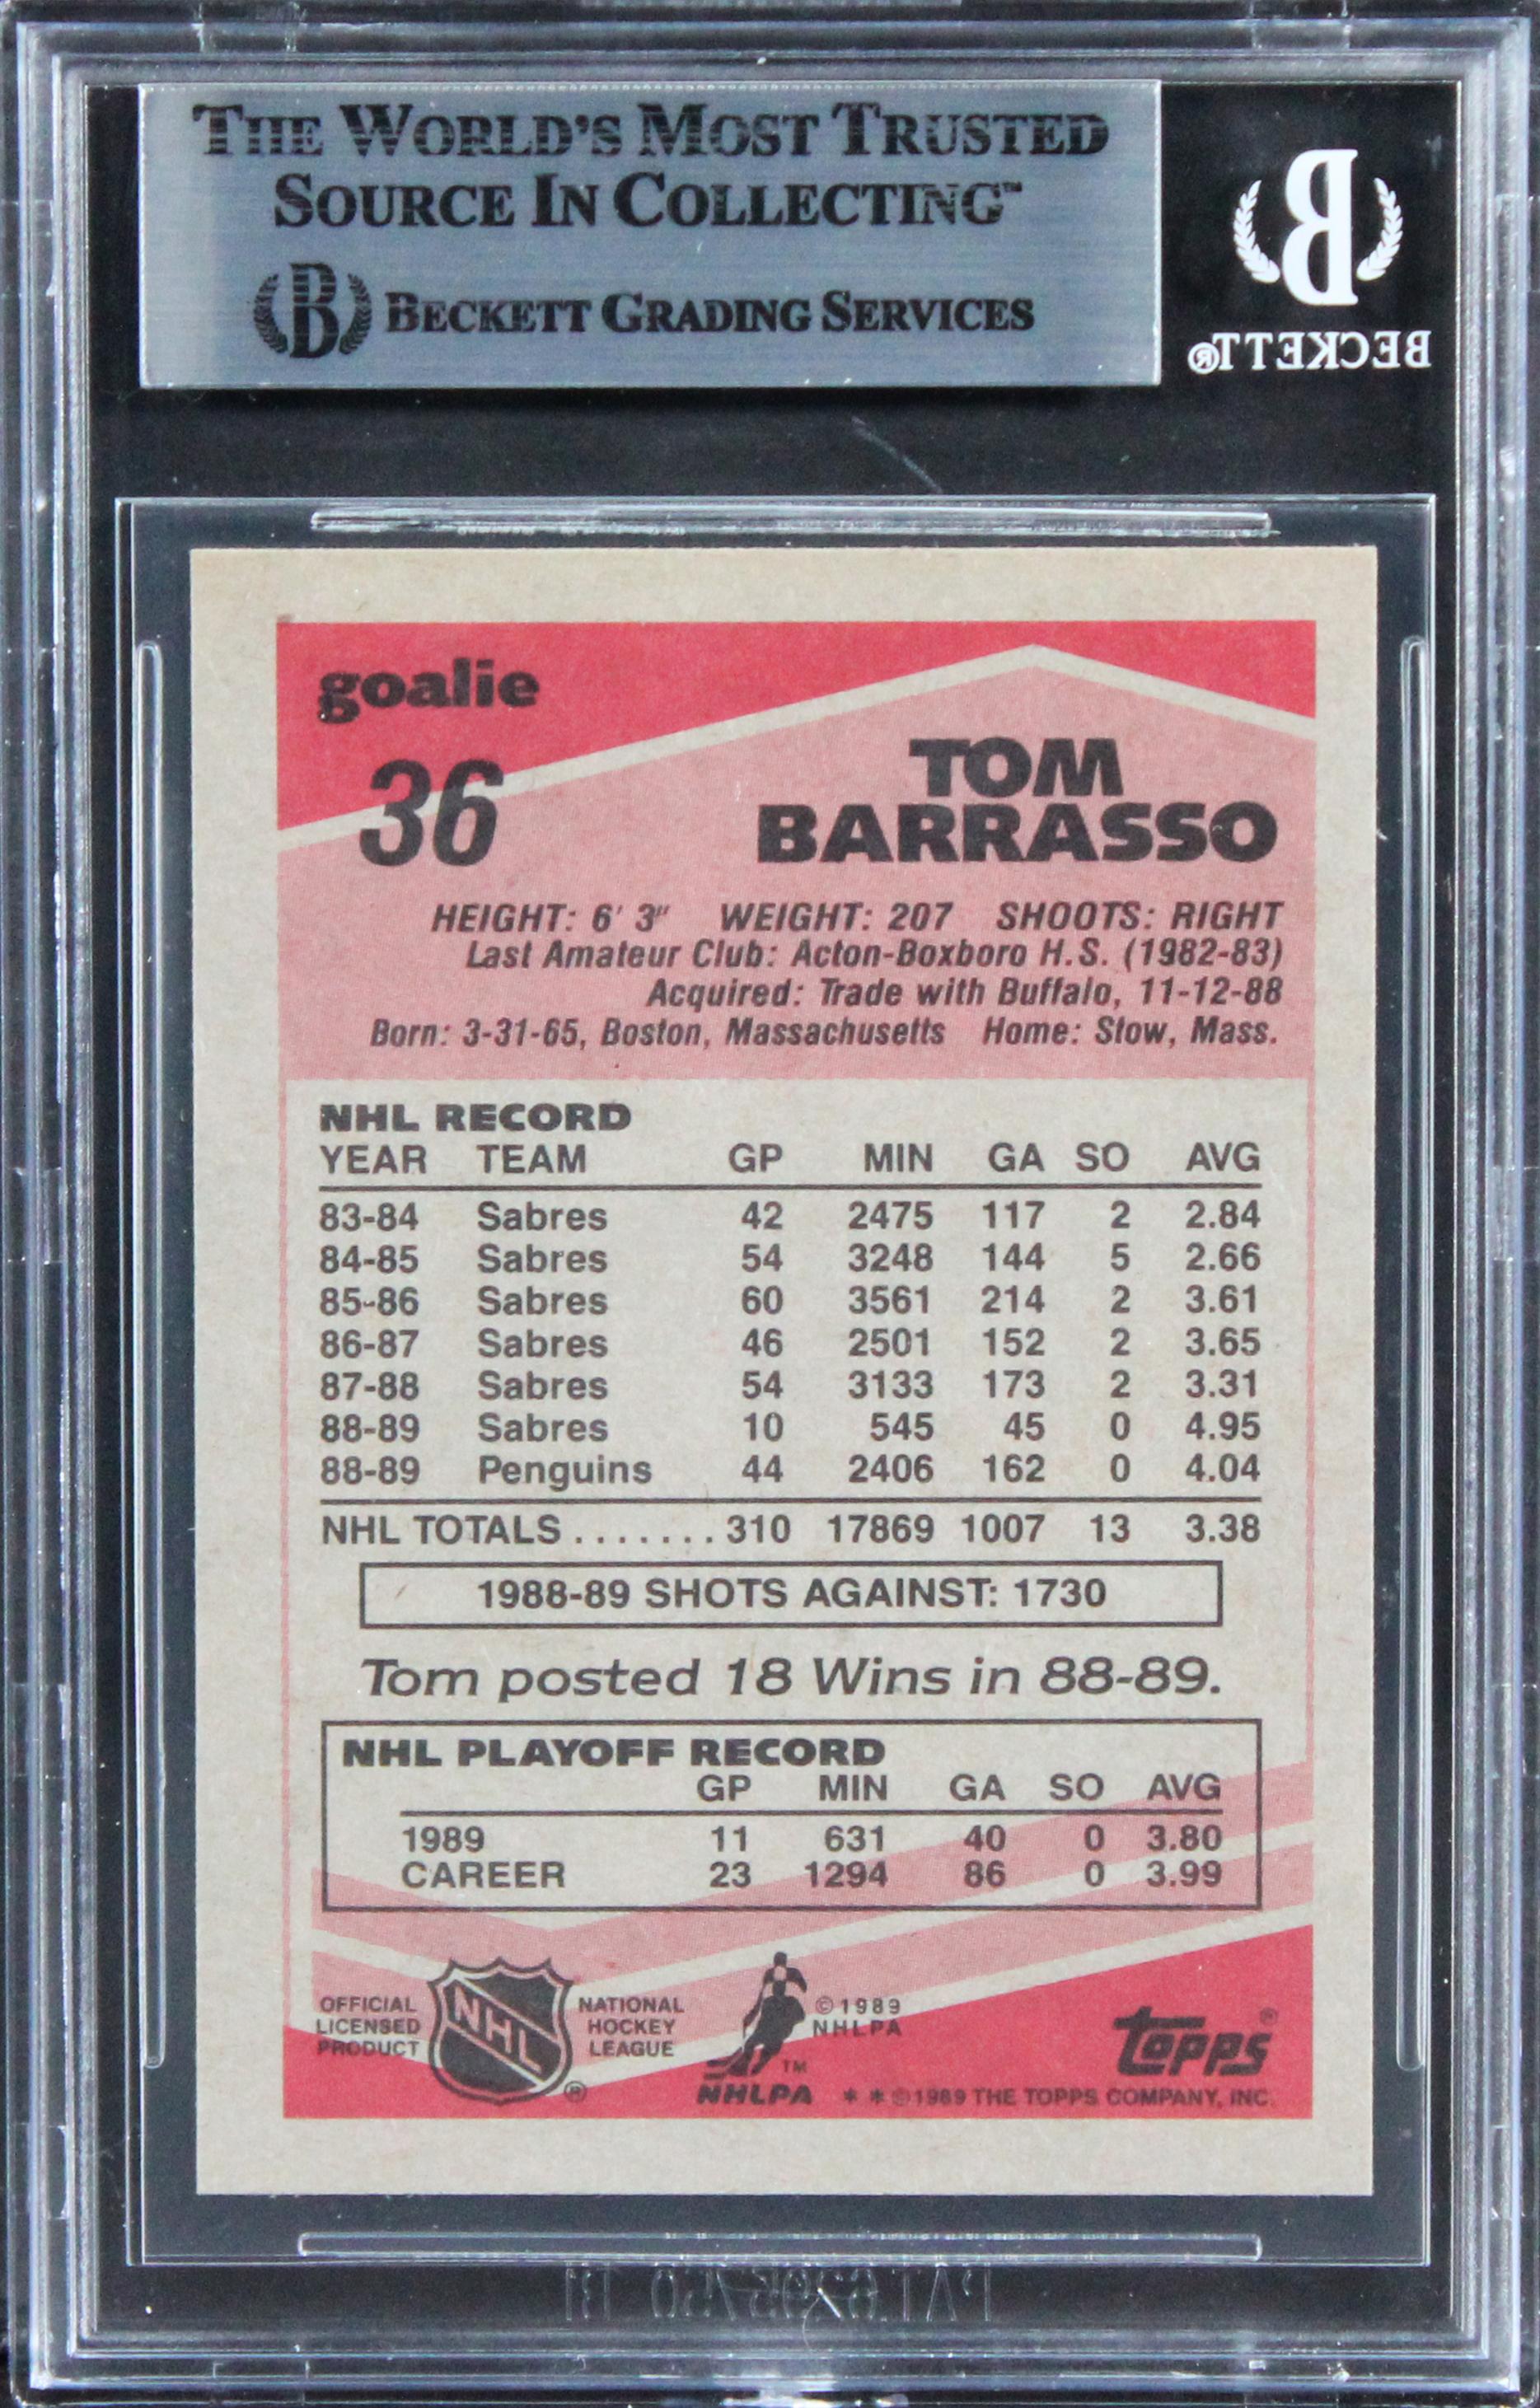 THE WORLD'S MOST TRUSTED
SOURCE IN COLLECTING™
B BECKETT GRADING SERVICES
B
BECKETT®
goalie
36
TOM
BARRASSO
HEIGHT: 6' 3" WEIGHT: 207 SHOOTS: RIGHT
Last Amateur Club: Acton-Boxboro H.S. (1982-83)
Acquired: Trade with Buffalo, 11-12-88
Born: 3-31-65, Boston, Massachusetts Home: Stow, Mass.
NHL RECORD
YEAR TEAM GP MIN GA SO AVG
83-84 Sabres 42 2475 117 2 2.84
84-85 Sabres 54 3248 144 5 2.66
85-86 Sabres 60 3561 214 2 3.61
86-87 Sabres 46 2501 152 2 3.65
87-88 Sabres 54 3133 173 2 3.31
88-89 Sabres 10 545 45 0 4.95
88-89 Penguins 44 2406 162 0 4.04
NHL TOTALS ....... 310 17869 1007 13 3.38
1988-89 SHOTS AGAINST: 1730
Tom posted 18 Wins in 88-89.
NHL PLAYOFF RECORD
GP MIN GA SO AVG
1989 11 631 40 0 3.80
CAREER 23 1294 86 0 3.99
OFFICIAL
LICENSED
PRODUCT
NHL
®
NATIONAL
HOCKEY
LEAGUE
TM
NHLPA
©1989
NHLPA
topps®
* * ©1989 THE TOPPS COMPANY, INC.